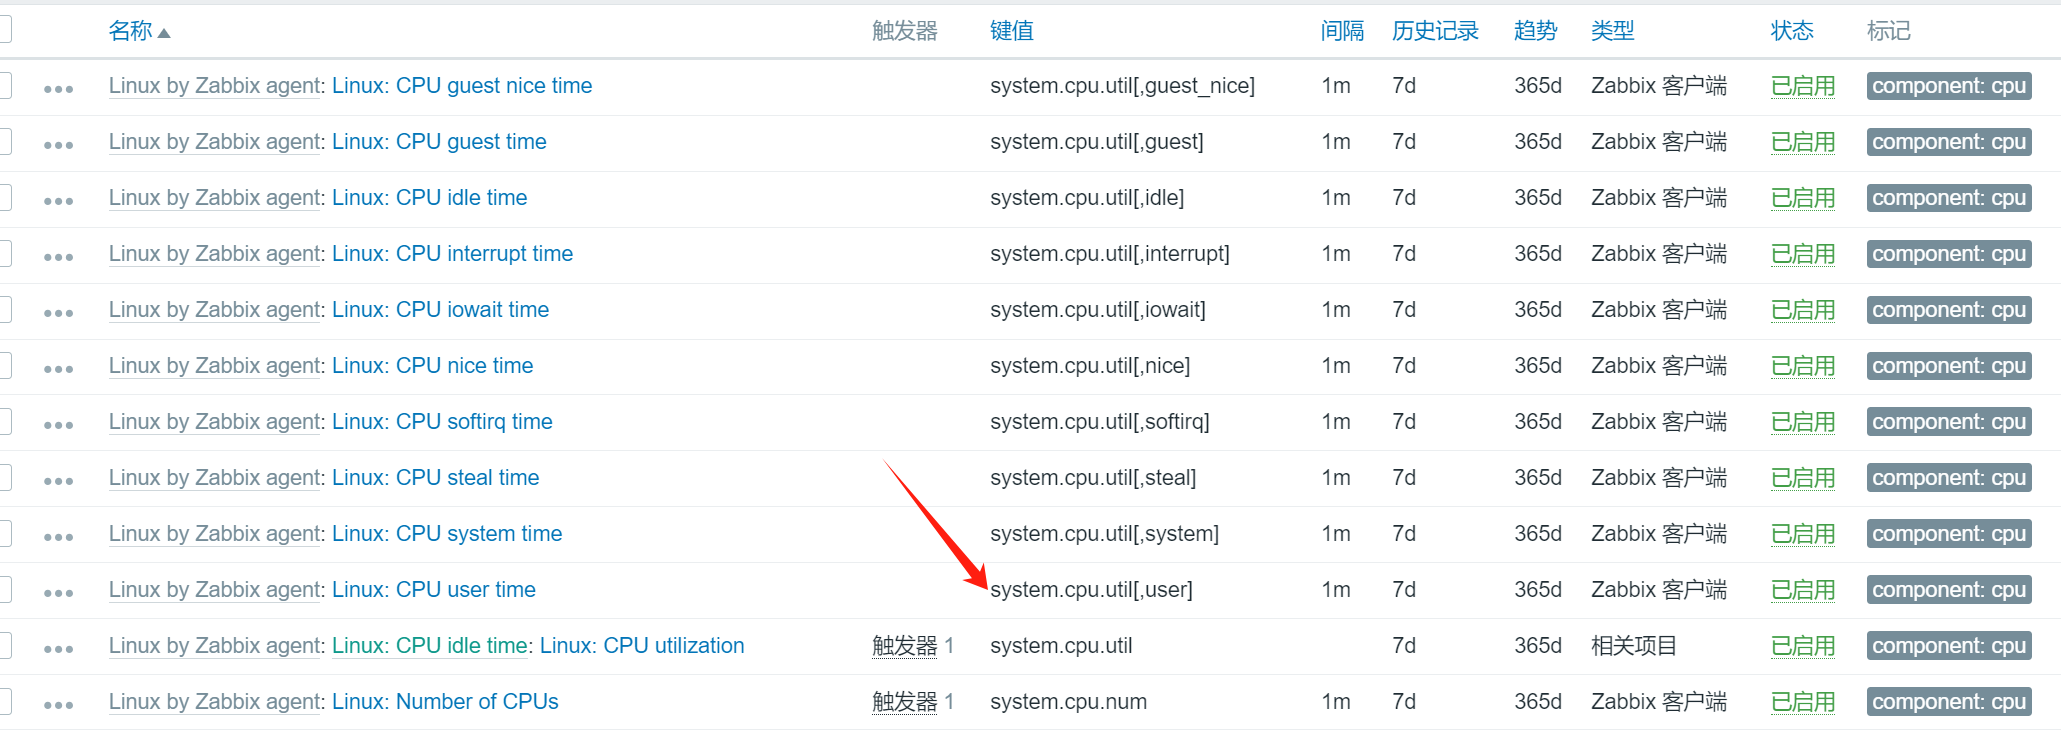 名称 触发器 键值 间隔 历史记录 趋势 类型 状态 标记
Linux by Zabbix agent: Linux: CPU guest nice time system.cpu.util[,guest_nice] 1m 7d 365d Zabbix 客户端 已启用 component: cpu
Linux by Zabbix agent: Linux: CPU guest time system.cpu.util[,guest] 1m 7d 365d Zabbix 客户端 已启用 component: cpu
Linux by Zabbix agent: Linux: CPU idle time system.cpu.util[,idle] 1m 7d 365d Zabbix 客户端 已启用 component: cpu
Linux by Zabbix agent: Linux: CPU interrupt time system.cpu.util[,interrupt] 1m 7d 365d Zabbix 客户端 已启用 component: cpu
Linux by Zabbix agent: Linux: CPU iowait time system.cpu.util[,iowait] 1m 7d 365d Zabbix 客户端 已启用 component: cpu
Linux by Zabbix agent: Linux: CPU nice time system.cpu.util[,nice] 1m 7d 365d Zabbix 客户端 已启用 component: cpu
Linux by Zabbix agent: Linux: CPU softirq time system.cpu.util[,softirq] 1m 7d 365d Zabbix 客户端 已启用 component: cpu
Linux by Zabbix agent: Linux: CPU steal time system.cpu.util[,steal] 1m 7d 365d Zabbix 客户端 已启用 component: cpu
Linux by Zabbix agent: Linux: CPU system time system.cpu.util[,system] 1m 7d 365d Zabbix 客户端 已启用 component: cpu
Linux by Zabbix agent: Linux: CPU user time system.cpu.util[,user] 1m 7d 365d Zabbix 客户端 已启用 component: cpu
Linux by Zabbix agent: Linux: CPU idle time: Linux: CPU utilization 触发器 1 system.cpu.util 7d 365d 相关项目 已启用 component: cpu
Linux by Zabbix agent: Linux: Number of CPUs 触发器 1 system.cpu.num 1m 7d 365d Zabbix 客户端 已启用 component: cpu